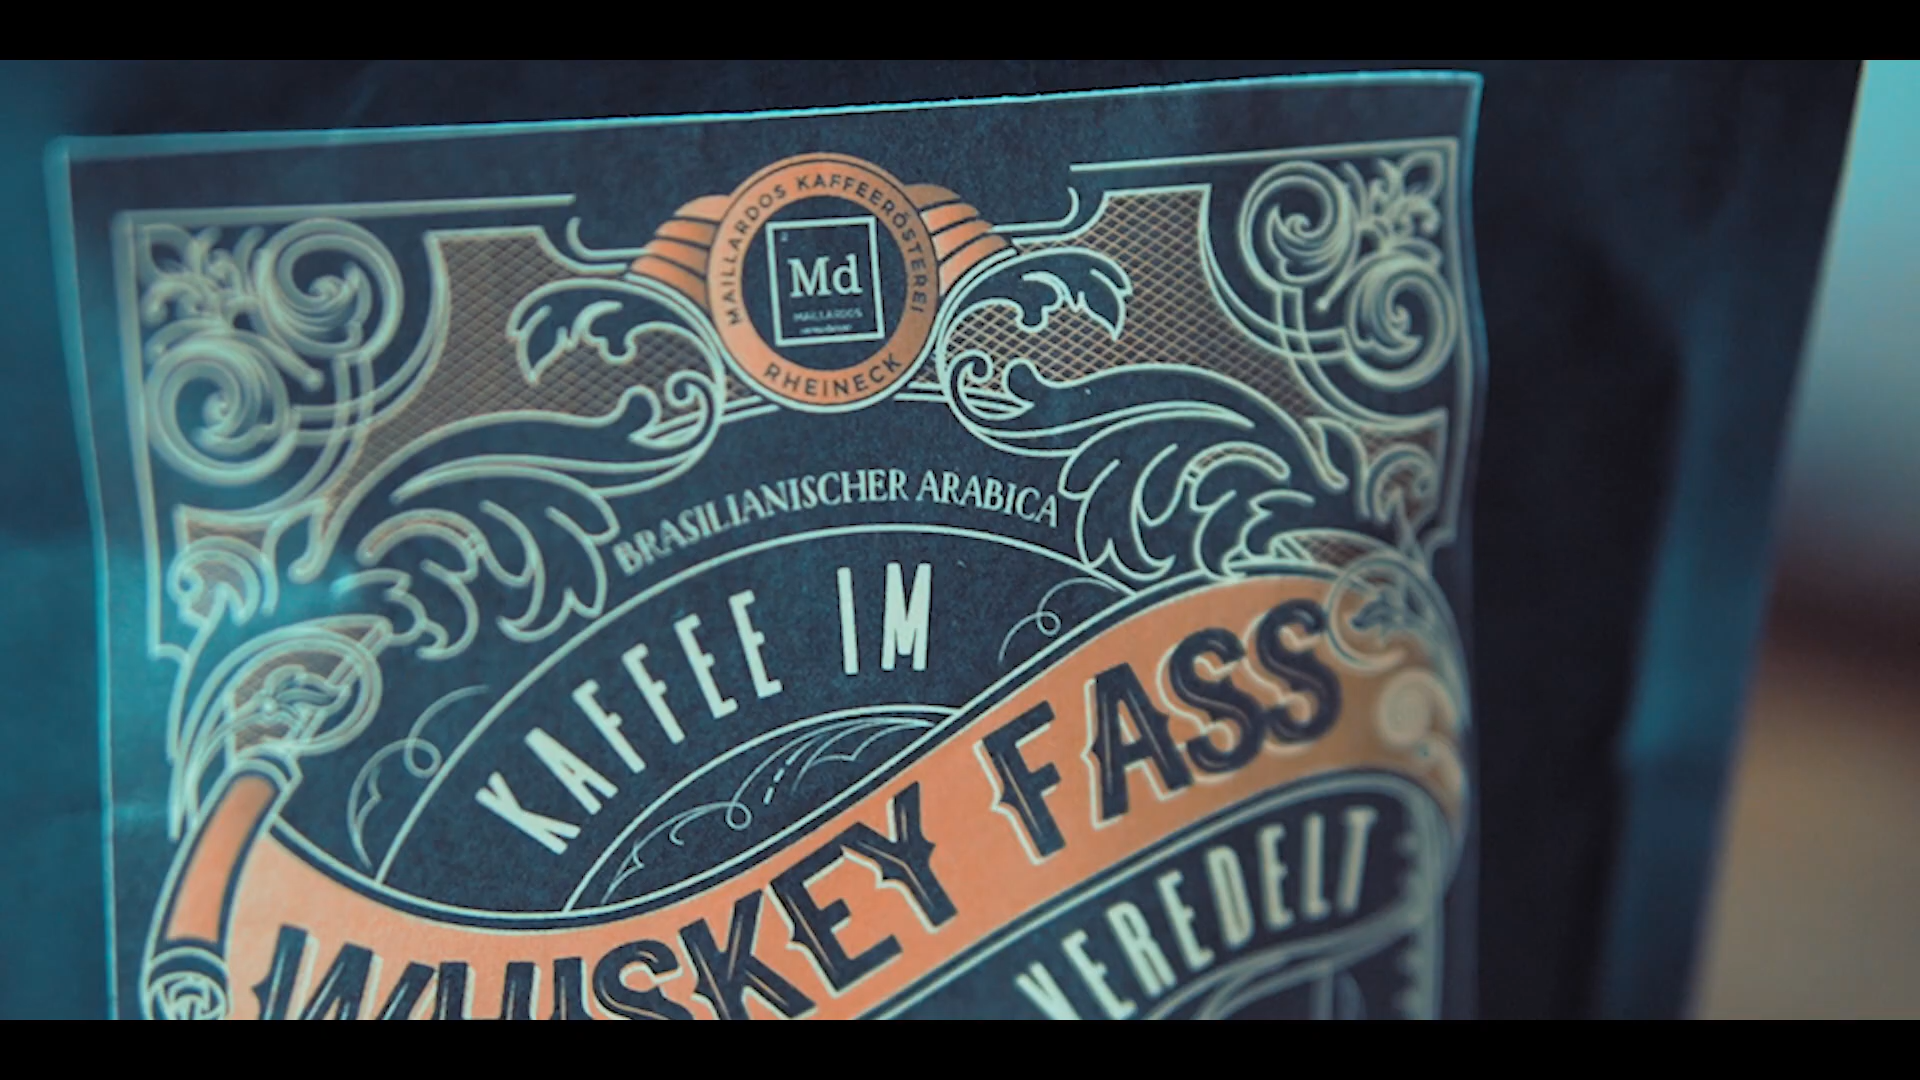 MAILLARDOS KAFFEERÖSTEREI
Md
MAILLARDOS
RHEINECK
BRASILIANISCHER ARABICA
KAFFEE IM
WHISKEY FASS
VEREDELT